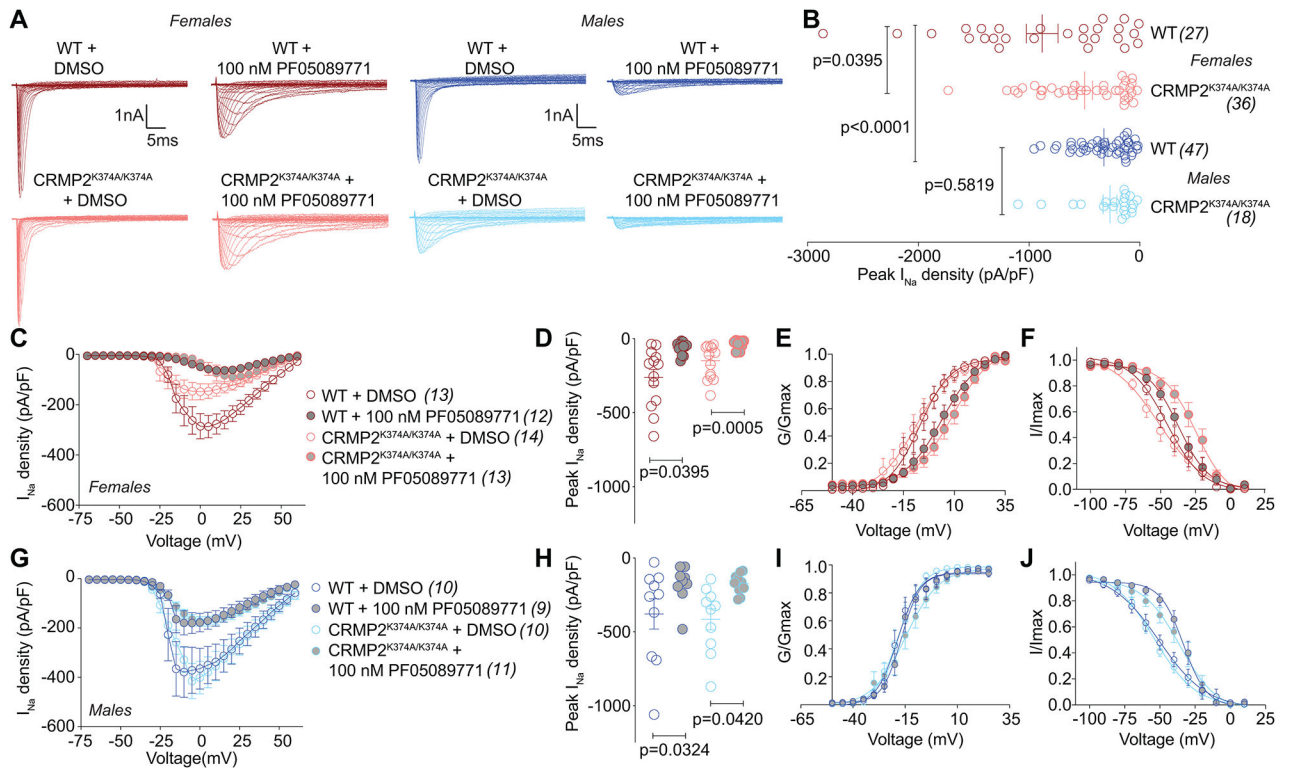 A
Females
Males
WT +
DMSO
WT +
100 nM PF05089771
WT +
DMSO
WT +
100 nM PF05089771
1nA
5ms
1nA
5ms
CRMP2K374A/K374A
+ DMSO
CRMP2K374A/K374A +
100 nM PF05089771
CRMP2K374A/K374A
+ DMSO
CRMP2K374A/K374A +
100 nM PF05089771
B
WT (27)
p=0.0395
Females
CRMP2K374A/K374A
(36)
p<0.0001
WT (47)
p=0.5819
Males
CRMP2K374A/K374A
(18)
-3000 -2000 -1000 0
Peak INa density (pA/pF)
C
0
-200
-400
-600
INa density (pA/pF)
Females
-75 -50 -25 0 25 50
Voltage (mV)
WT + DMSO (13)
WT + 100 nM PF05089771 (12)
CRMP2K374A/K374A + DMSO (14)
CRMP2K374A/K374A +
100 nM PF05089771 (13)
D
0
-500
-1000
Peak INa density (pA/pF)
p=0.0005
p=0.0395
E
1.0
0.8
0.6
0.4
0.2
G/Gmax
-65 -40 -15 10 35
Voltage (mV)
F
1.0
0.8
0.6
0.4
0.2
I/Imax
-100 -75 -50 -25 0 25
Voltage (mV)
G
0
-200
-400
-600
INa density (pA/pF)
Males
-75 -50 -25 0 25 50
Voltage(mV)
WT + DMSO (10)
WT + 100 nM PF05089771 (9)
CRMP2K374A/K374A + DMSO (10)
CRMP2K374A/K374A +
100 nM PF05089771 (11)
H
0
-500
-1000
Peak INa density (pA/pF)
p=0.0420
p=0.0324
I
1.0
0.8
0.6
0.4
0.2
G/Gmax
-65 -40 -15 10 35
Voltage (mV)
J
1.0
0.8
0.6
0.4
0.2
I/Imax
-100 -75 -50 -25 0 25
Voltage (mV)